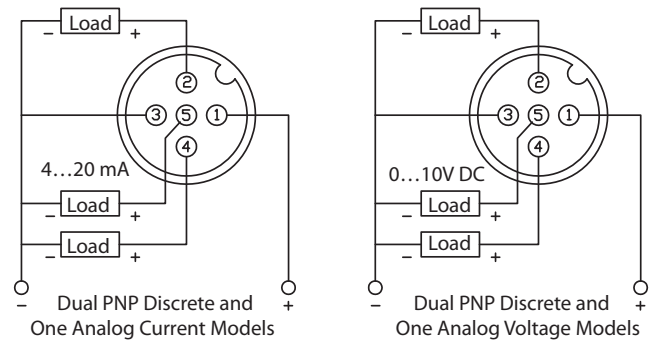 Load
– +
2
3 5 1
4
4…20 mA
Load
– +
Load
– +
– +
Dual PNP Discrete and
One Analog Current Models
Load
– +
2
3 5 1
4
0…10V DC
Load
– +
Load
– +
– +
Dual PNP Discrete and
One Analog Voltage Models